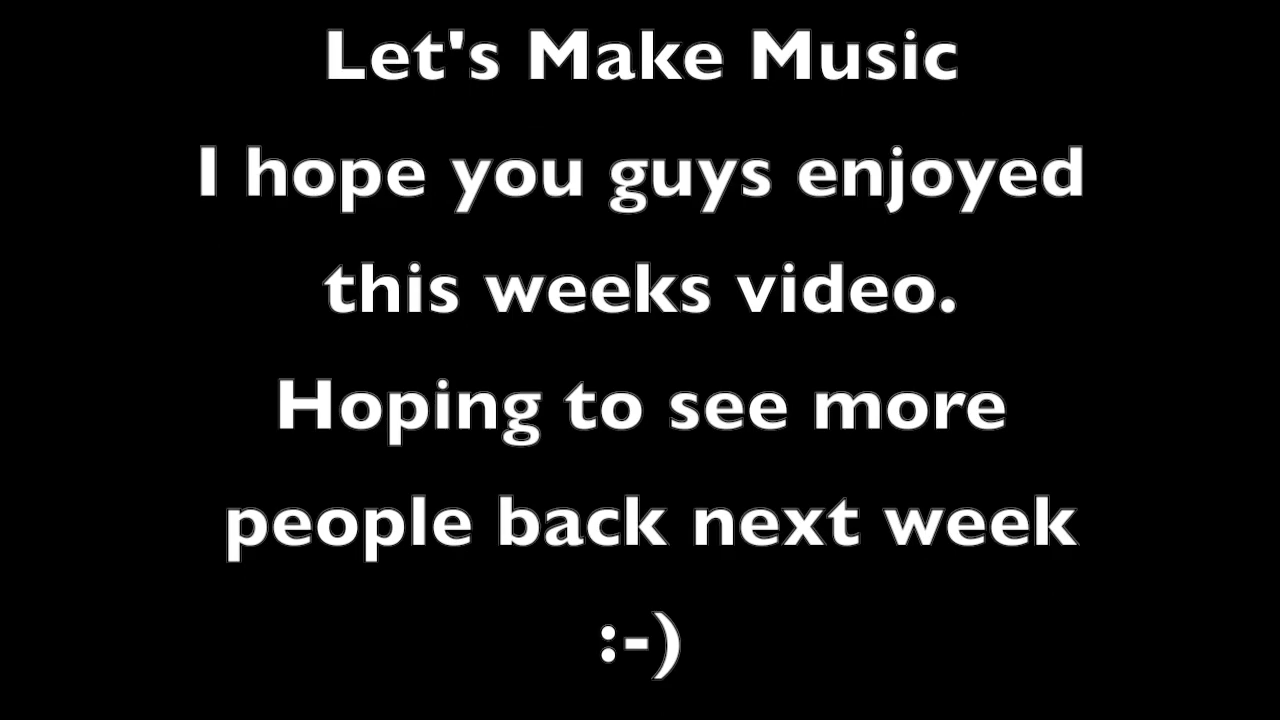 Let's Make Music
I hope you guys enjoyed
this weeks video.
Hoping to see more
people back next week
:-)